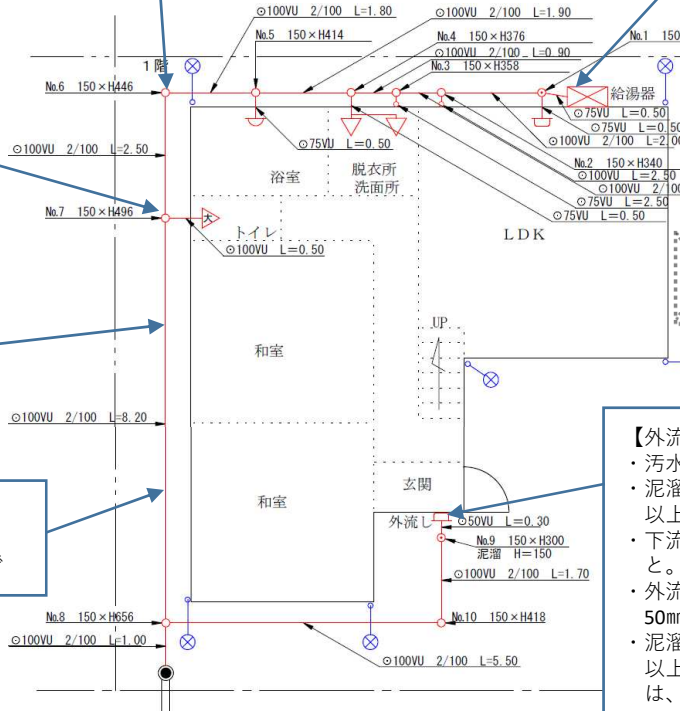 ⊙100VU 2/100 L=1.80
⊙100VU 2/100 L=1.90
No.5 150×H414
No.4 150×H376
No.1 150
⊙100VU 2/100 L=0.90
No.3 150×H358
1階
No.6 150×H446
給湯器
⊙75VU L=0.50
⊙75VU L=0.50
⊙100VU 2/100 L=2.00
⊙75VU L=0.50
⊙100VU 2/100 L=2.50
No.2 150×H340
⊙100VU L=2.50
⊙100VU 2/100
⊙75VU L=2.50
⊙75VU L=0.50
浴室
脱衣所
洗面所
No.7 150×H496
大
トイレ
⊙100VU L=0.50
LDK
UP
和室
⊙100VU 2/100 L=8.20
和室
玄関
外流し
⊙50VU L=0.30
No.9 150×H300
泥溜 H=150
⊙100VU 2/100 L=1.70
No.8 150×H656
No.10 150×H418
⊙100VU 2/100 L=1.00
⊙100VU 2/100 L=5.50
【外流
・汚水
・泥溜
以上
・下流
と。
・外流
50mm
・泥溜
以上
は、